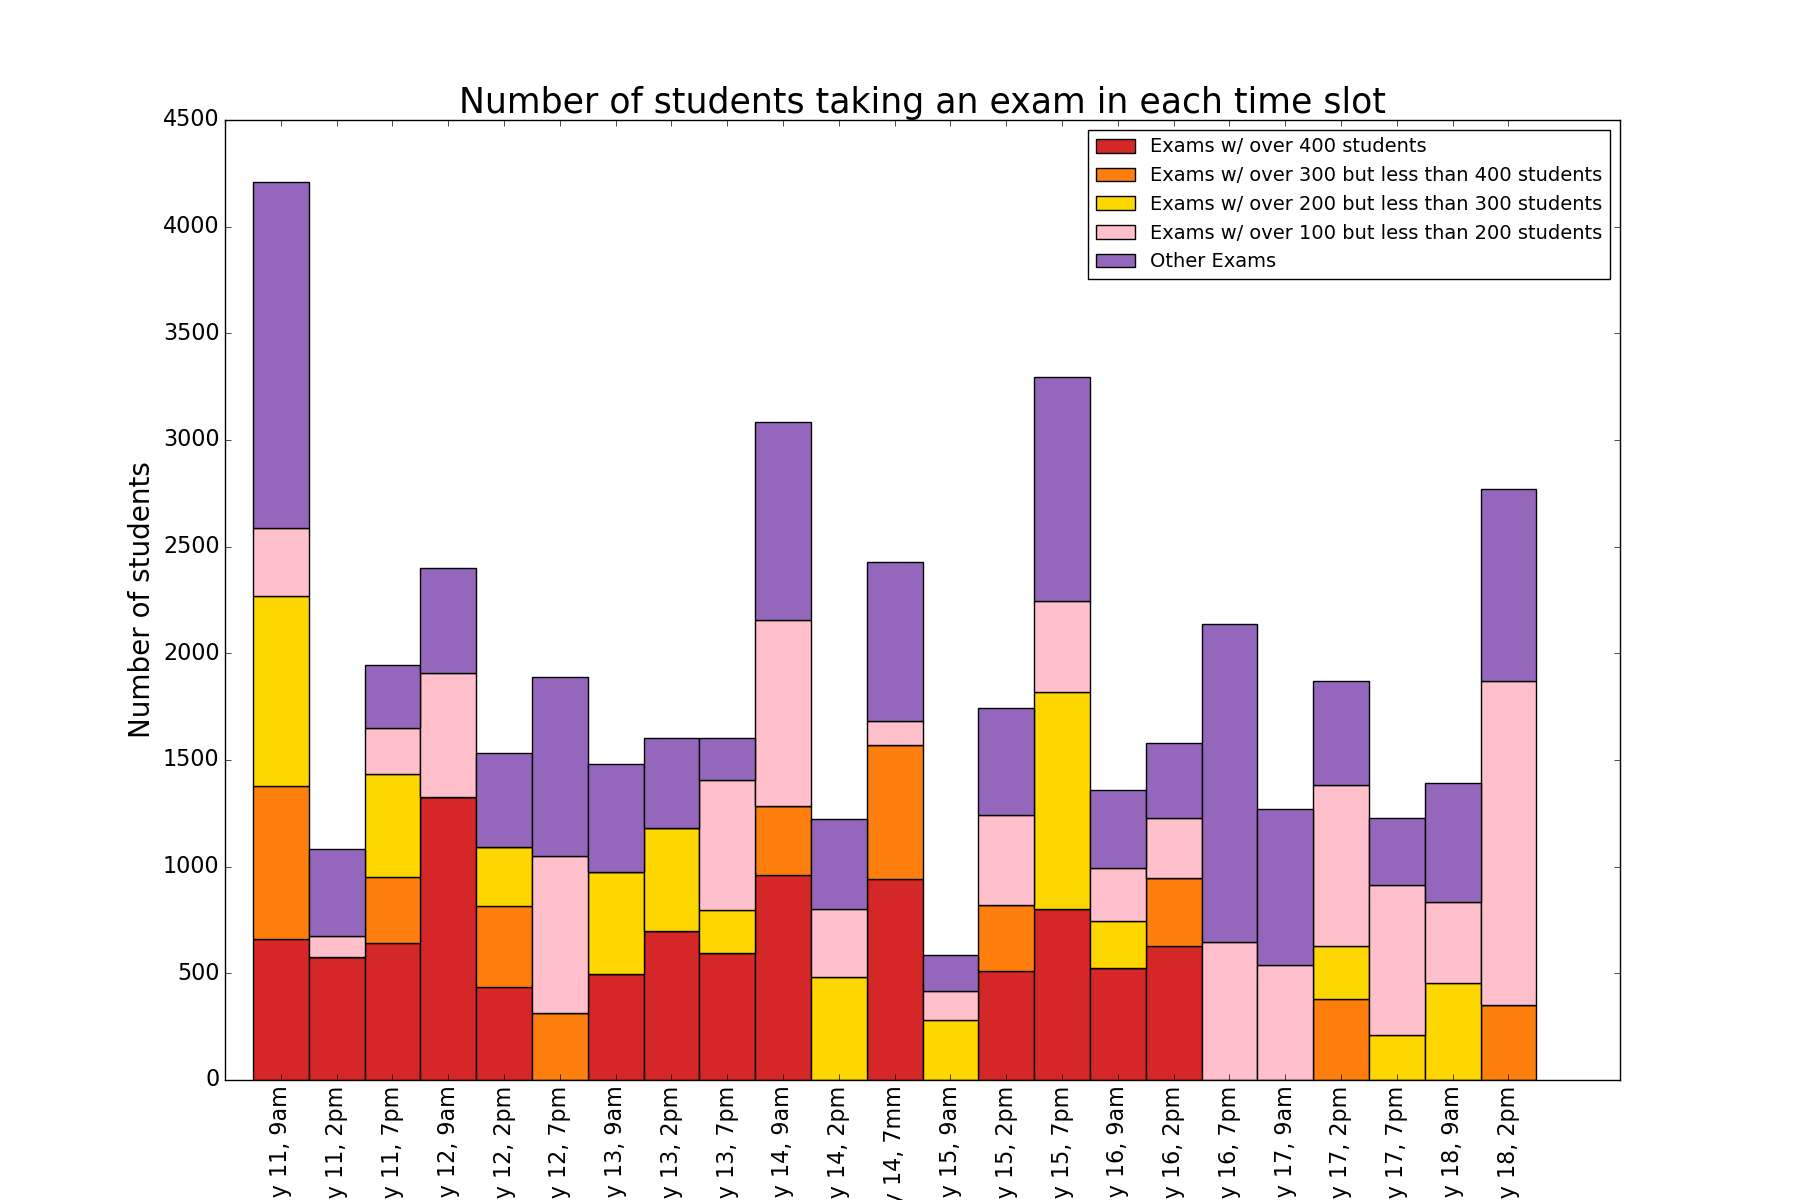 Number of students taking an exam in each time slot
Exams w/ over 400 students
Exams w/ over 300 but less than 400 students
Exams w/ over 200 but less than 300 students
Exams w/ over 100 but less than 200 students
Other Exams
Number of students
4500
4000
3500
3000
2500
2000
1500
1000
500
0
y 11, 9am
y 11, 2pm
y 11, 7pm
y 12, 9am
y 12, 2pm
y 12, 7pm
y 13, 9am
y 13, 2pm
y 13, 7pm
y 14, 9am
y 14, 2pm
y 14, 7mm
y 15, 9am
y 15, 2pm
y 15, 7pm
y 16, 9am
y 16, 2pm
y 16, 7pm
y 17, 9am
y 17, 2pm
y 17, 7pm
y 18, 9am
y 18, 2pm